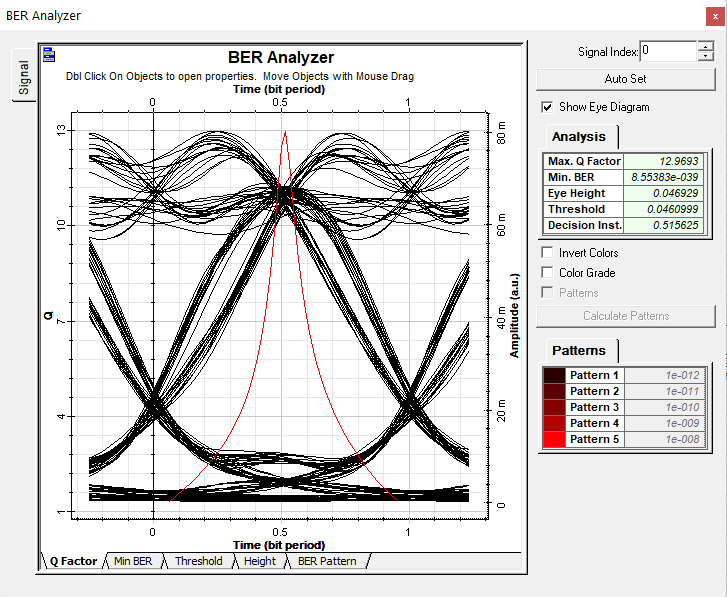 BER Analyzer
x
Signal
BER Analyzer
Dbl Click On Objects to open properties. Move Objects with Mouse Drag
Time (bit period)
0 0.5 1
13
10
7
4
1
Q
80 m
60 m
40 m
20 m
0
Amplitude (a.u.)
0 0.5 1
Time (bit period)
Q Factor Min BER Threshold Height BER Pattern
Signal Index: 0
Auto Set
Show Eye Diagram
Analysis
Max. Q Factor 12.9693
Min. BER 8.55383e-039
Eye Height 0.046929
Threshold 0.0460999
Decision Inst. 0.515625
Invert Colors
Color Grade
Patterns
Calculate Patterns
Patterns
Pattern 1 1e-012
Pattern 2 1e-011
Pattern 3 1e-010
Pattern 4 1e-009
Pattern 5 1e-008